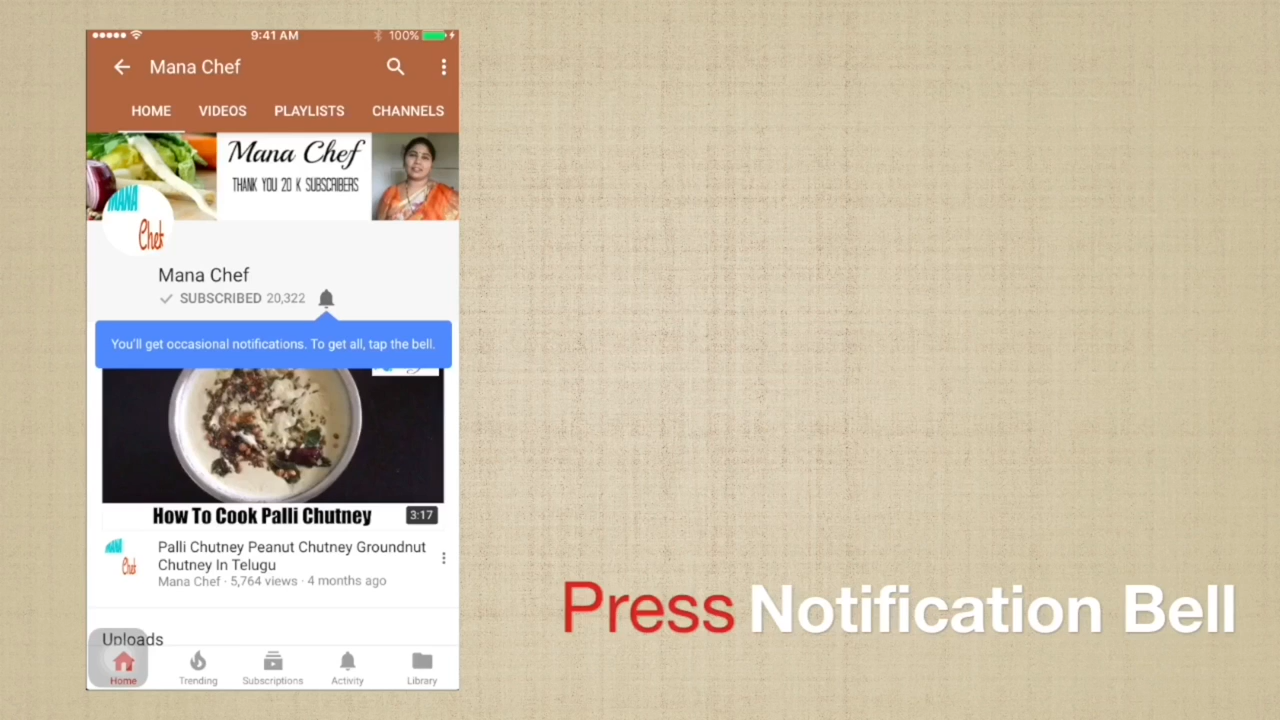 9:41 AM
100%
Mana Chef
HOME VIDEOS PLAYLISTS CHANNELS
Mana Chef
THANK YOU 20 K SUBSCRIBERS
MANA
Chef
Mana Chef
SUBSCRIBED 20,322
You'll get occasional notifications. To get all, tap the bell.
How To Cook Palli Chutney
3:17
Palli Chutney Peanut Chutney Groundnut
Chutney In Telugu
Mana Chef · 5,764 views · 4 months ago
Uploads
Home Trending Subscriptions Activity Library
Press Notification Bell